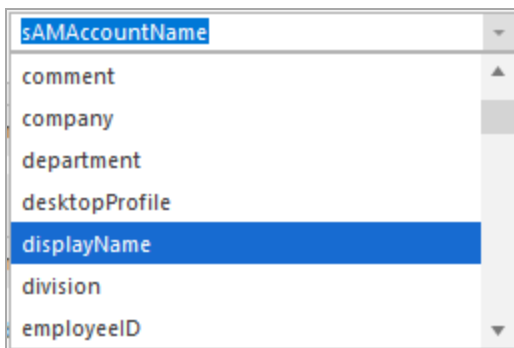 sAMAccountName
comment
company
department
desktopProfile
displayName
division
employeeID